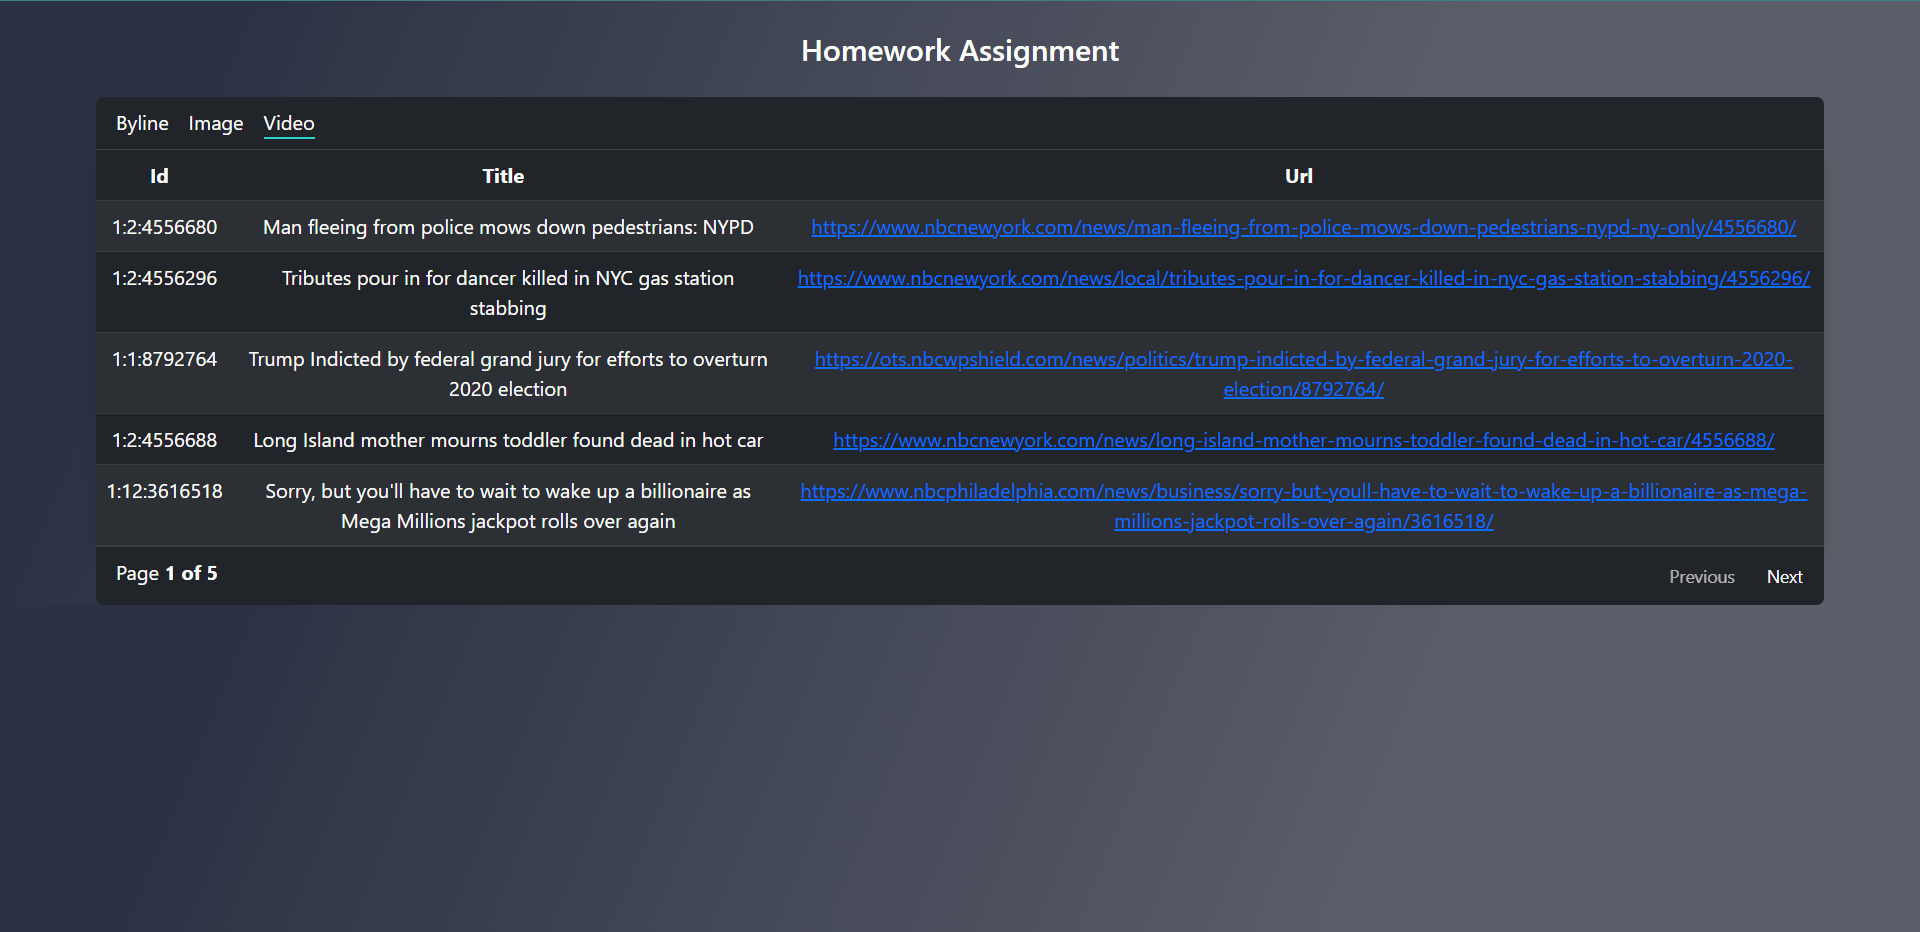 Homework Assignment
Byline Image Video
Id Title Url
1:2:4556680 Man fleeing from police mows down pedestrians: NYPD https://www.nbcnewyork.com/news/man-fleeing-from-police-mows-down-pedestrians-nypd-ny-only/4556680/
1:2:4556296 Tributes pour in for dancer killed in NYC gas station https://www.nbcnewyork.com/news/local/tributes-pour-in-for-dancer-killed-in-nyc-gas-station-stabbing/4556296/
stabbing
1:1:8792764 Trump Indicted by federal grand jury for efforts to overturn https://ots.nbcwpshield.com/news/politics/trump-indicted-by-federal-grand-jury-for-efforts-to-overturn-2020-
2020 election election/8792764/
1:2:4556688 Long Island mother mourns toddler found dead in hot car https://www.nbcnewyork.com/news/long-island-mother-mourns-toddler-found-dead-in-hot-car/4556688/
1:12:3616518 Sorry, but you'll have to wait to wake up a billionaire as https://www.nbcphiladelphia.com/news/business/sorry-but-youll-have-to-wait-to-wake-up-a-billionaire-as-mega-
Mega Millions jackpot rolls over again millions-jackpot-rolls-over-again/3616518/
Page 1 of 5 Previous Next